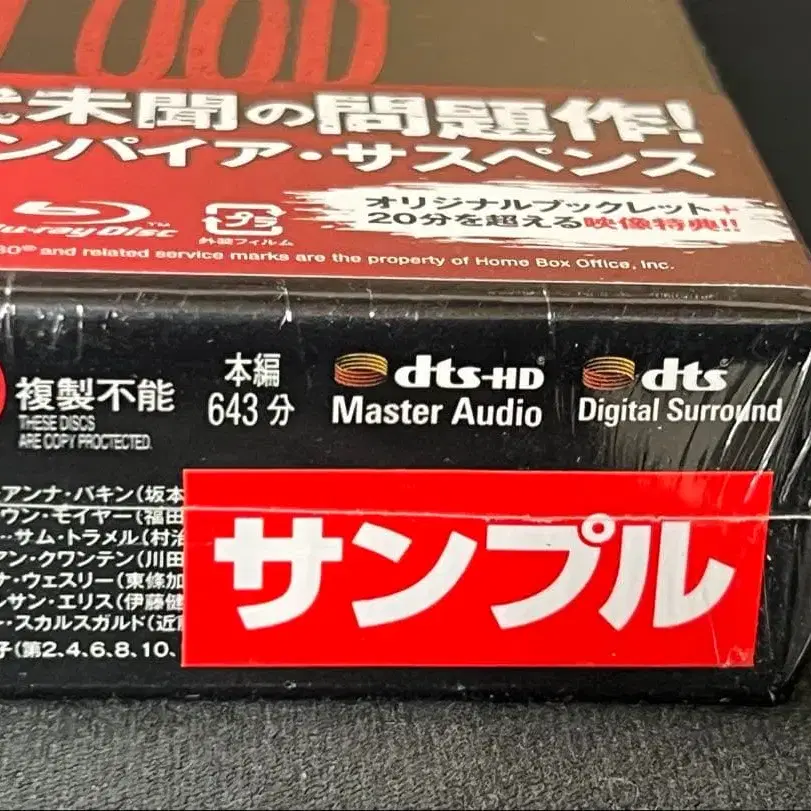 LOOD
未聞の問題作!
ンパイア・サスペンス
オリジナルブックレット+
20分を超える映像特典!!
Blu-ray Disc™
プラ
外装フィルム
and related service marks are the property of Home Box Office, Inc.
複製不能
THESE DISCS
ARE COPY PROCTECTED.
本編
643分
dts-HD
Master Audio
dts
Digital Surround
アンナ・パキン(坂本
ウン・モイヤー(福田
サム・トラメル(村治
アン・クワンテン(川田
ナ・ウェスリー(東條加
ルサン・エリス(伊藤健
ー・スカルスガルド(近
子(第2、4、6、8、10、
サンプル